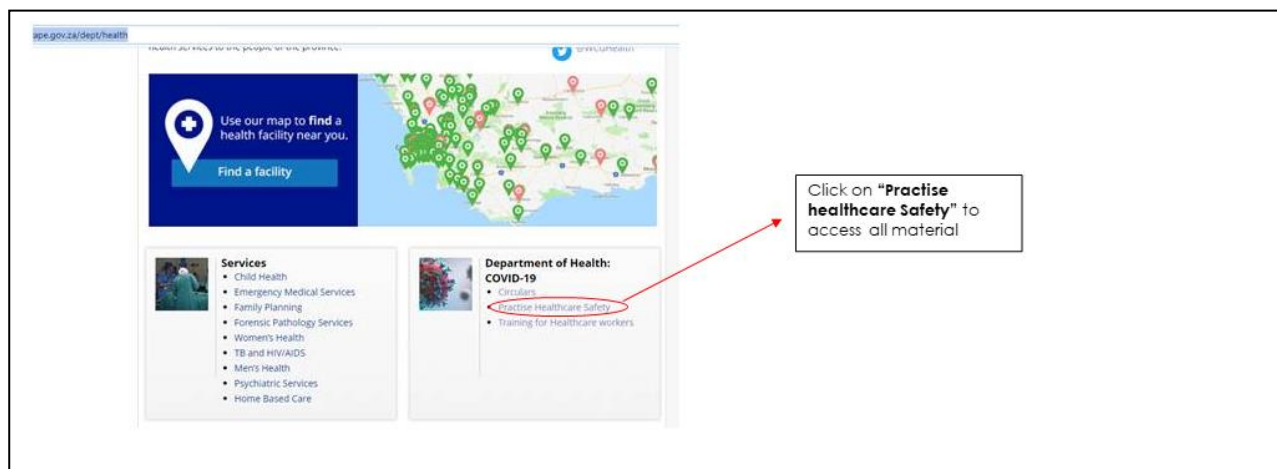 ape.gov.za/dept/health
health services to the people of the province.
@WCGHealth
Use our map to find a
health facility near you.
Find a facility
Services
• Child Health
• Emergency Medical Services
• Family Planning
• Forensic Pathology Services
• Women's Health
• TB and HIV/AIDS
• Men's Health
• Psychiatric Services
• Home Based Care
Department of Health:
COVID-19
• Circulars
• Practise Healthcare Safety
• Training for Healthcare workers
Click on “Practise
healthcare Safety” to
access all material